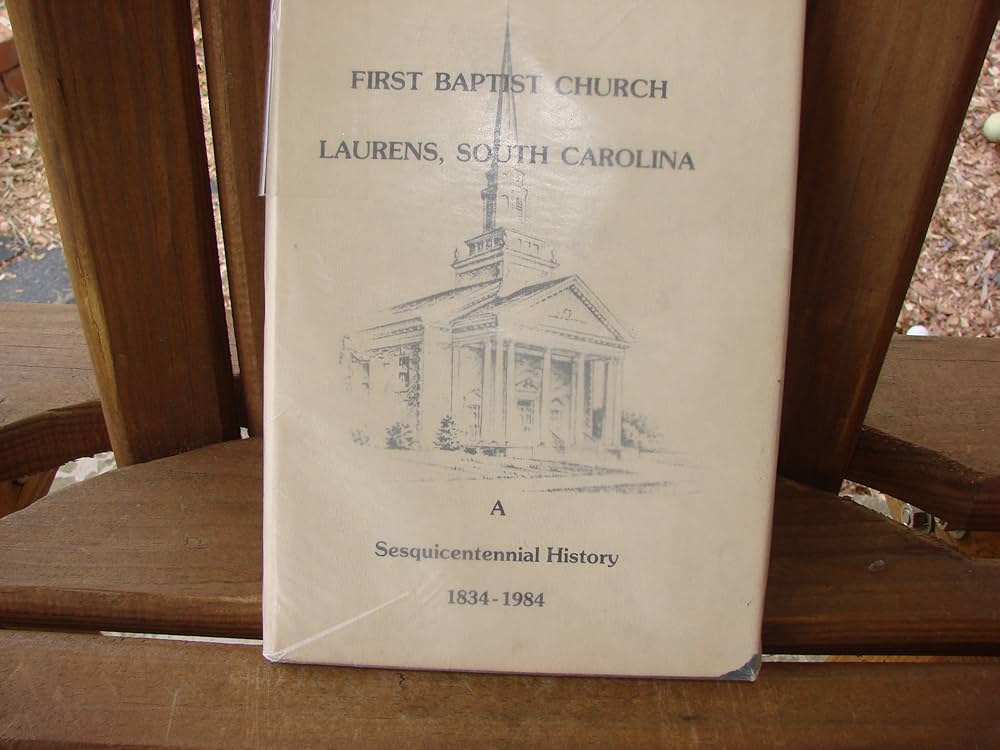 FIRST BAPTIST CHURCH
LAURENS, SOUTH CAROLINA
A
Sesquicentennial History
1834-1984